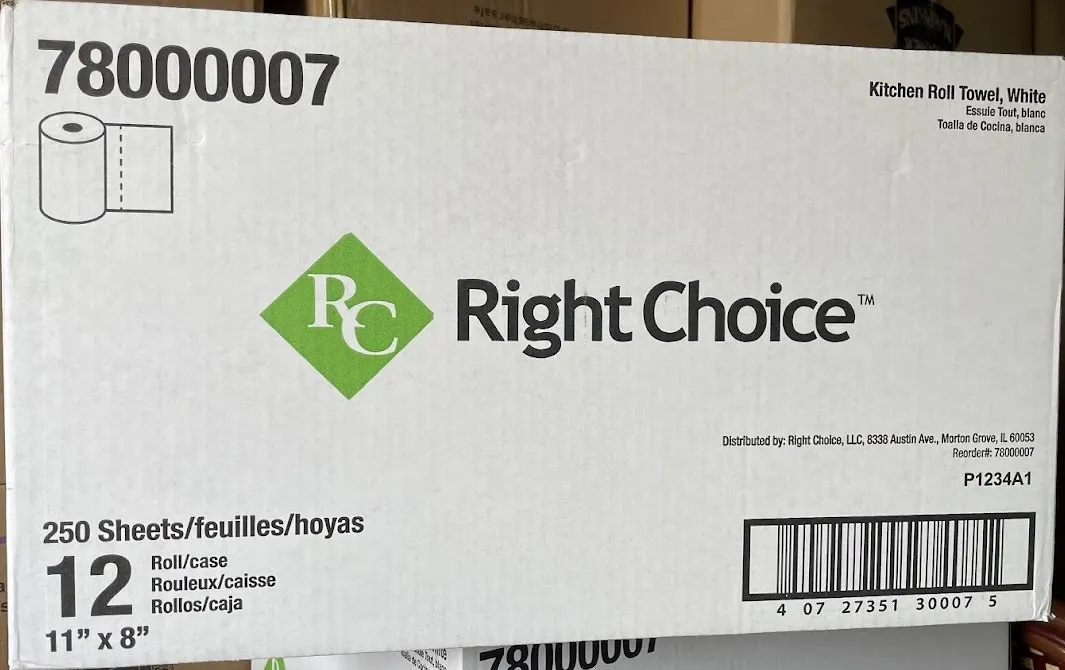 78000007
Kitchen Roll Towel, White
Essuie Tout, blanc
Toalla de Cocina, blanca
RC
Right Choice™
Distributed by: Right Choice, LLC, 8338 Austin Ave., Morton Grove, IL 60053
Reorder#: 78000007
P1234A1
250 Sheets/feuilles/hoyas
12
Roll/case
Rouleux/caisse
Rollos/caja
11” x 8”
4 07 27351 30007 5
78000007